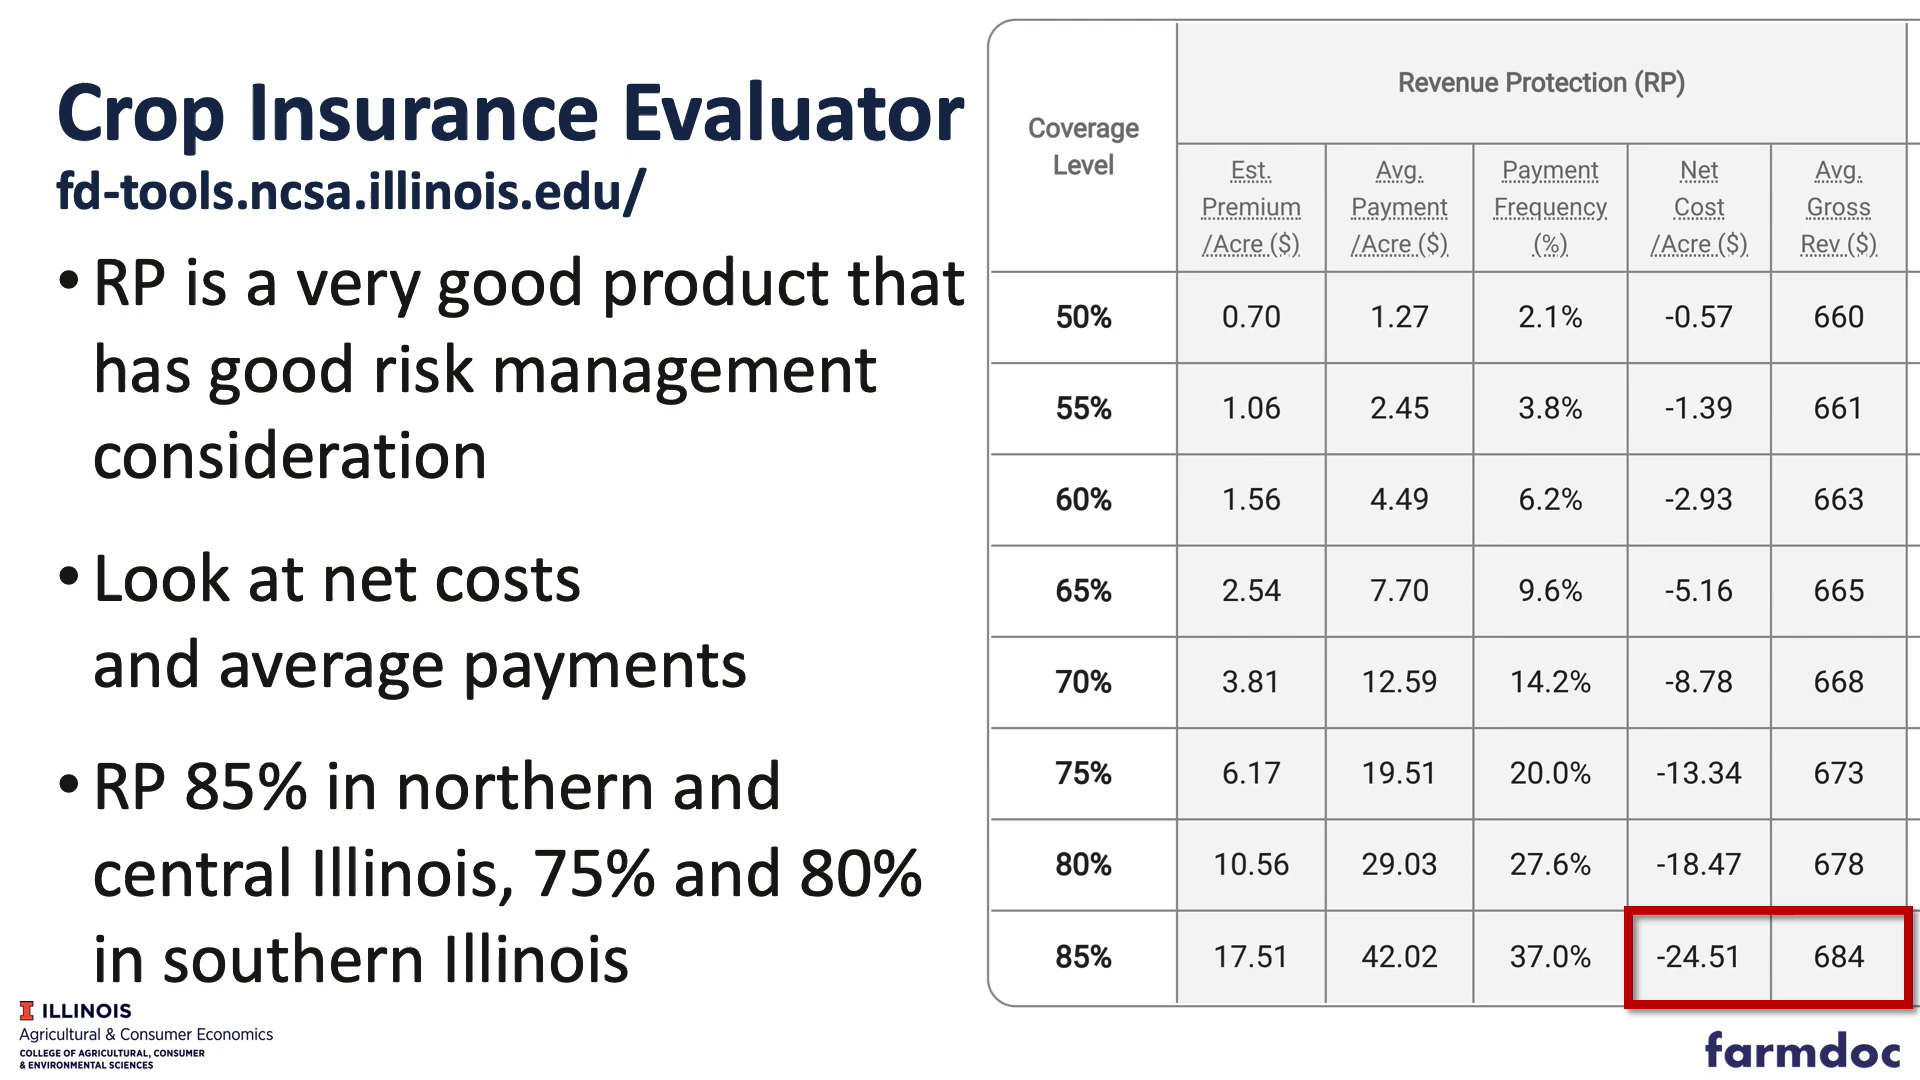 Crop Insurance Evaluator
fd-tools.ncsa.illinois.edu/
• RP is a very good product that
has good risk management
consideration
• Look at net costs
and average payments
• RP 85% in northern and
central Illinois, 75% and 80%
in southern Illinois
Coverage
Level
Revenue Protection (RP)
Est.
Premium
/Acre ($)
Avg.
Payment
/Acre ($)
Payment
Frequency
(%)
Net
Cost
/Acre ($)
Avg.
Gross
Rev ($)
50% 0.70 1.27 2.1% -0.57 660
55% 1.06 2.45 3.8% -1.39 661
60% 1.56 4.49 6.2% -2.93 663
65% 2.54 7.70 9.6% -5.16 665
70% 3.81 12.59 14.2% -8.78 668
75% 6.17 19.51 20.0% -13.34 673
80% 10.56 29.03 27.6% -18.47 678
85% 17.51 42.02 37.0% -24.51 684
I ILLINOIS
Agricultural & Consumer Economics
COLLEGE OF AGRICULTURAL, CONSUMER
& ENVIRONMENTAL SCIENCES
farmdoc